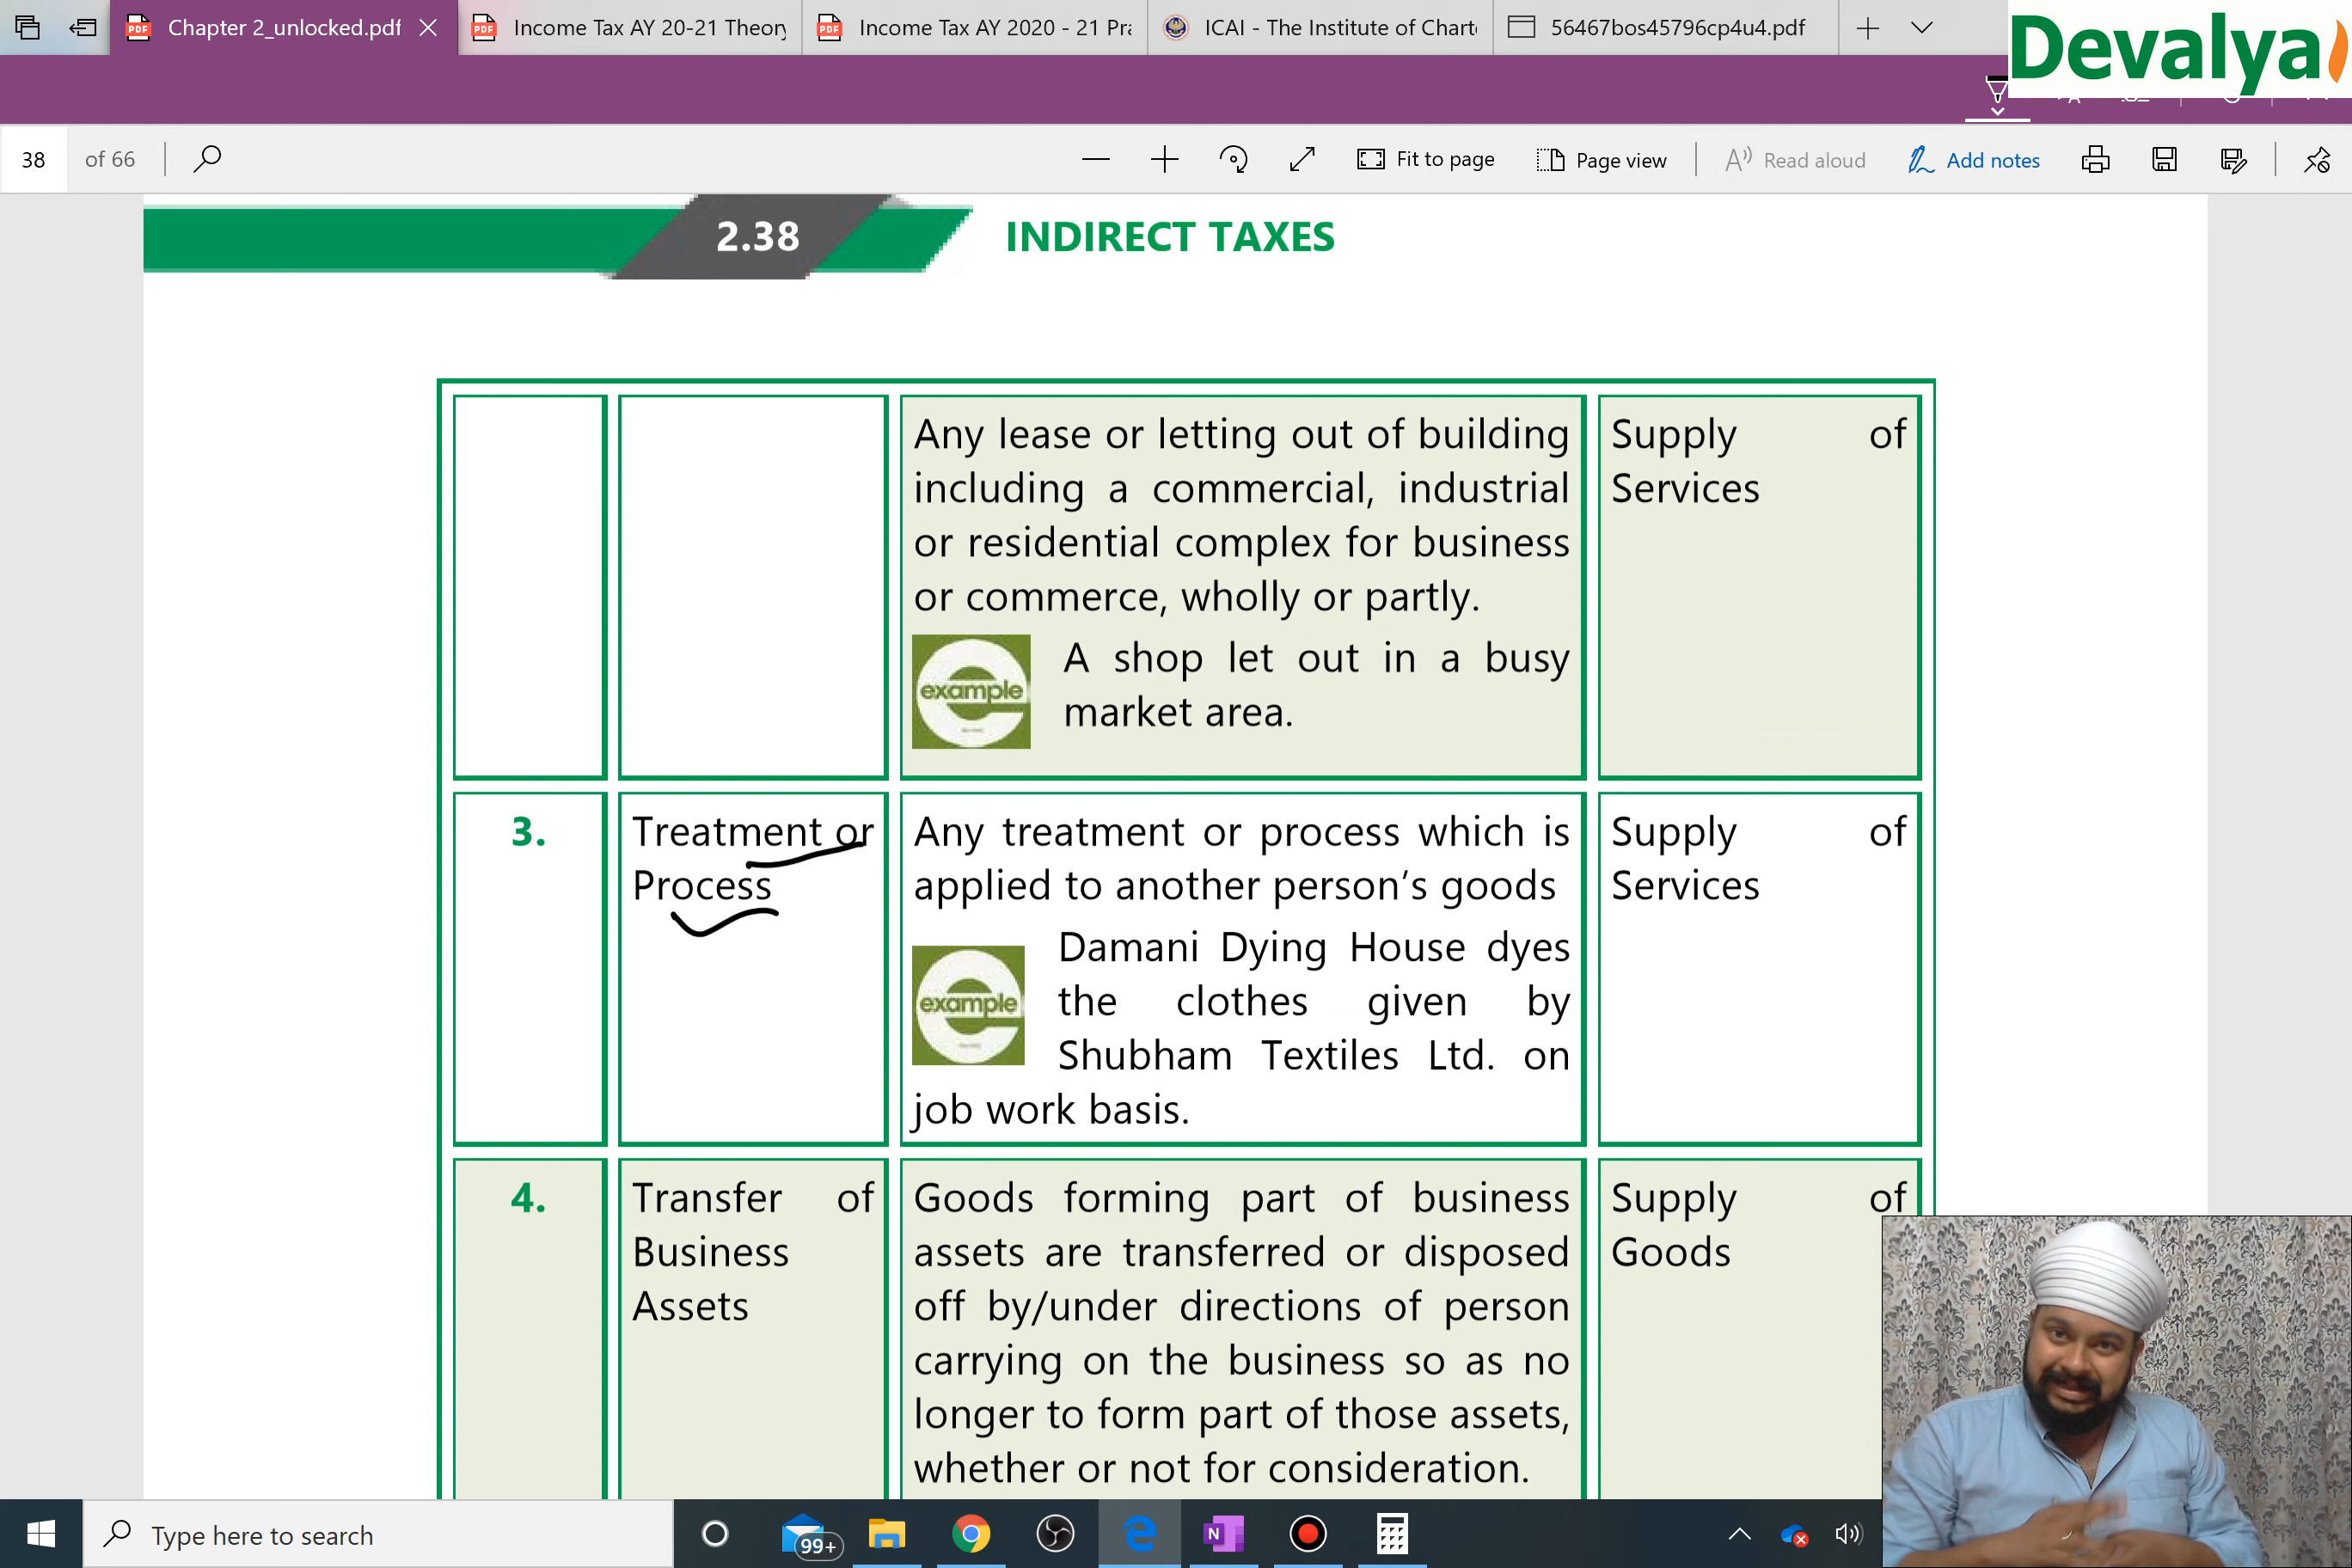 Chapter 2_unlocked.pdf
Income Tax AY 20-21 Theory
Income Tax AY 2020 - 21 Pra
ICAI - The Institute of Chart
56467bos45796cp4u4.pdf
Devalya
38 of 66
Fit to page
Page view
Read aloud
Add notes
2.38 INDIRECT TAXES
Any lease or letting out of building
including a commercial, industrial
or residential complex for business
or commerce, wholly or partly.
example
A shop let out in a busy
market area.
Supply of
Services
3.
Treatment or
Process
Any treatment or process which is
applied to another person's goods
example
Damani Dying House dyes
the clothes given by
Shubham Textiles Ltd. on
job work basis.
Supply of
Services
4.
Transfer of
Business
Assets
Goods forming part of business
assets are transferred or disposed
off by/under directions of person
carrying on the business so as no
longer to form part of those assets,
whether or not for consideration.
Supply of
Goods
Type here to search
99+